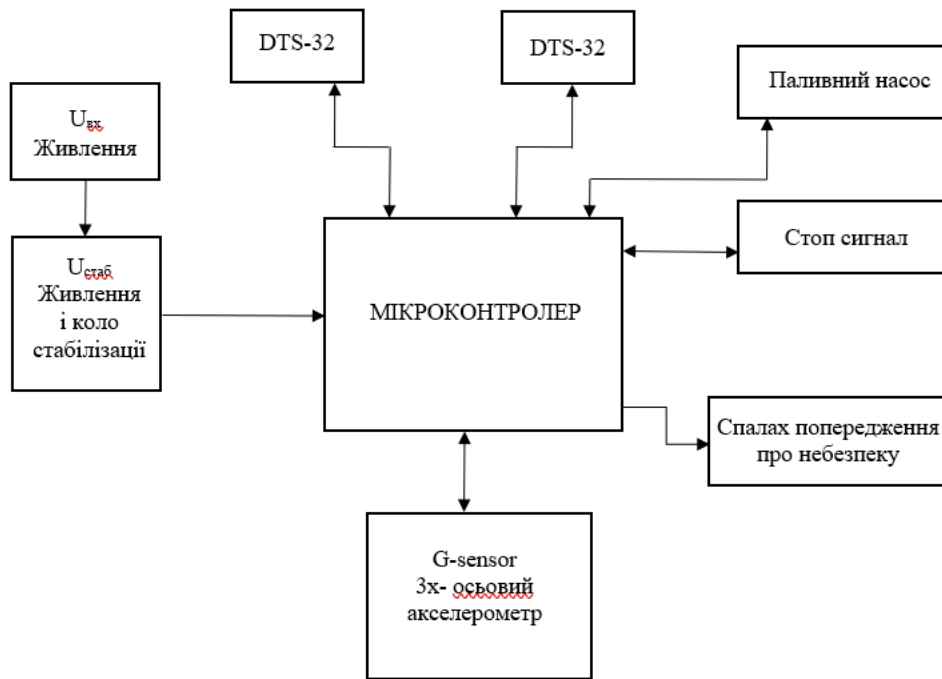 DTS-32
DTS-32
Паливний насос
Uвх
Живлення
Uстаб
Живлення
і коло
стабілізації
МІКРОКОНТРОЛЕР
Стоп сигнал
Спалах попередження
про небезпеку
G-sensor
3х- осьовий
акселерометр